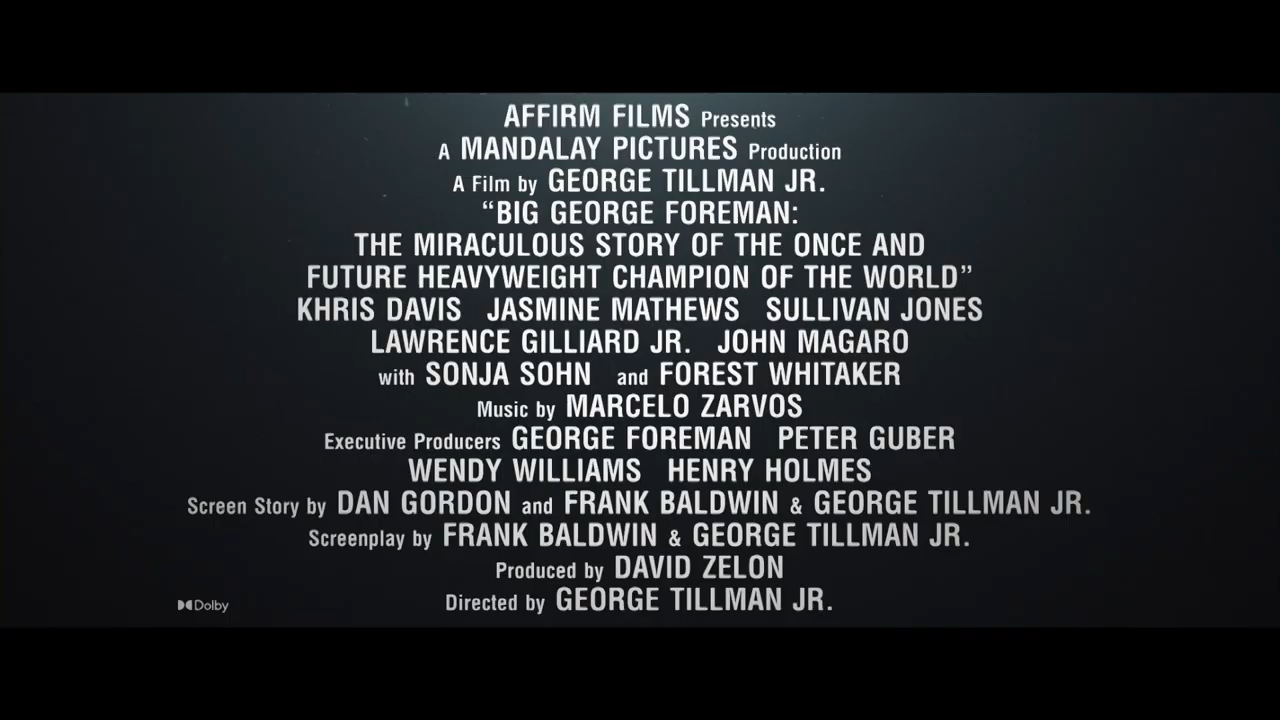 AFFIRM FILMS Presents
A MANDALAY PICTURES Production
A Film by GEORGE TILLMAN JR.
“BIG GEORGE FOREMAN:
THE MIRACULOUS STORY OF THE ONCE AND
FUTURE HEAVYWEIGHT CHAMPION OF THE WORLD”
KHRIS DAVIS JASMINE MATHEWS SULLIVAN JONES
LAWRENCE GILLIARD JR. JOHN MAGARO
with SONJA SOHN and FOREST WHITAKER
Music by MARCELO ZARVOS
Executive Producers GEORGE FOREMAN PETER GUBER
WENDY WILLIAMS HENRY HOLMES
Screen Story by DAN GORDON and FRANK BALDWIN & GEORGE TILLMAN JR.
Screenplay by FRANK BALDWIN & GEORGE TILLMAN JR.
Produced by DAVID ZELON
Directed by GEORGE TILLMAN JR.
Dolby